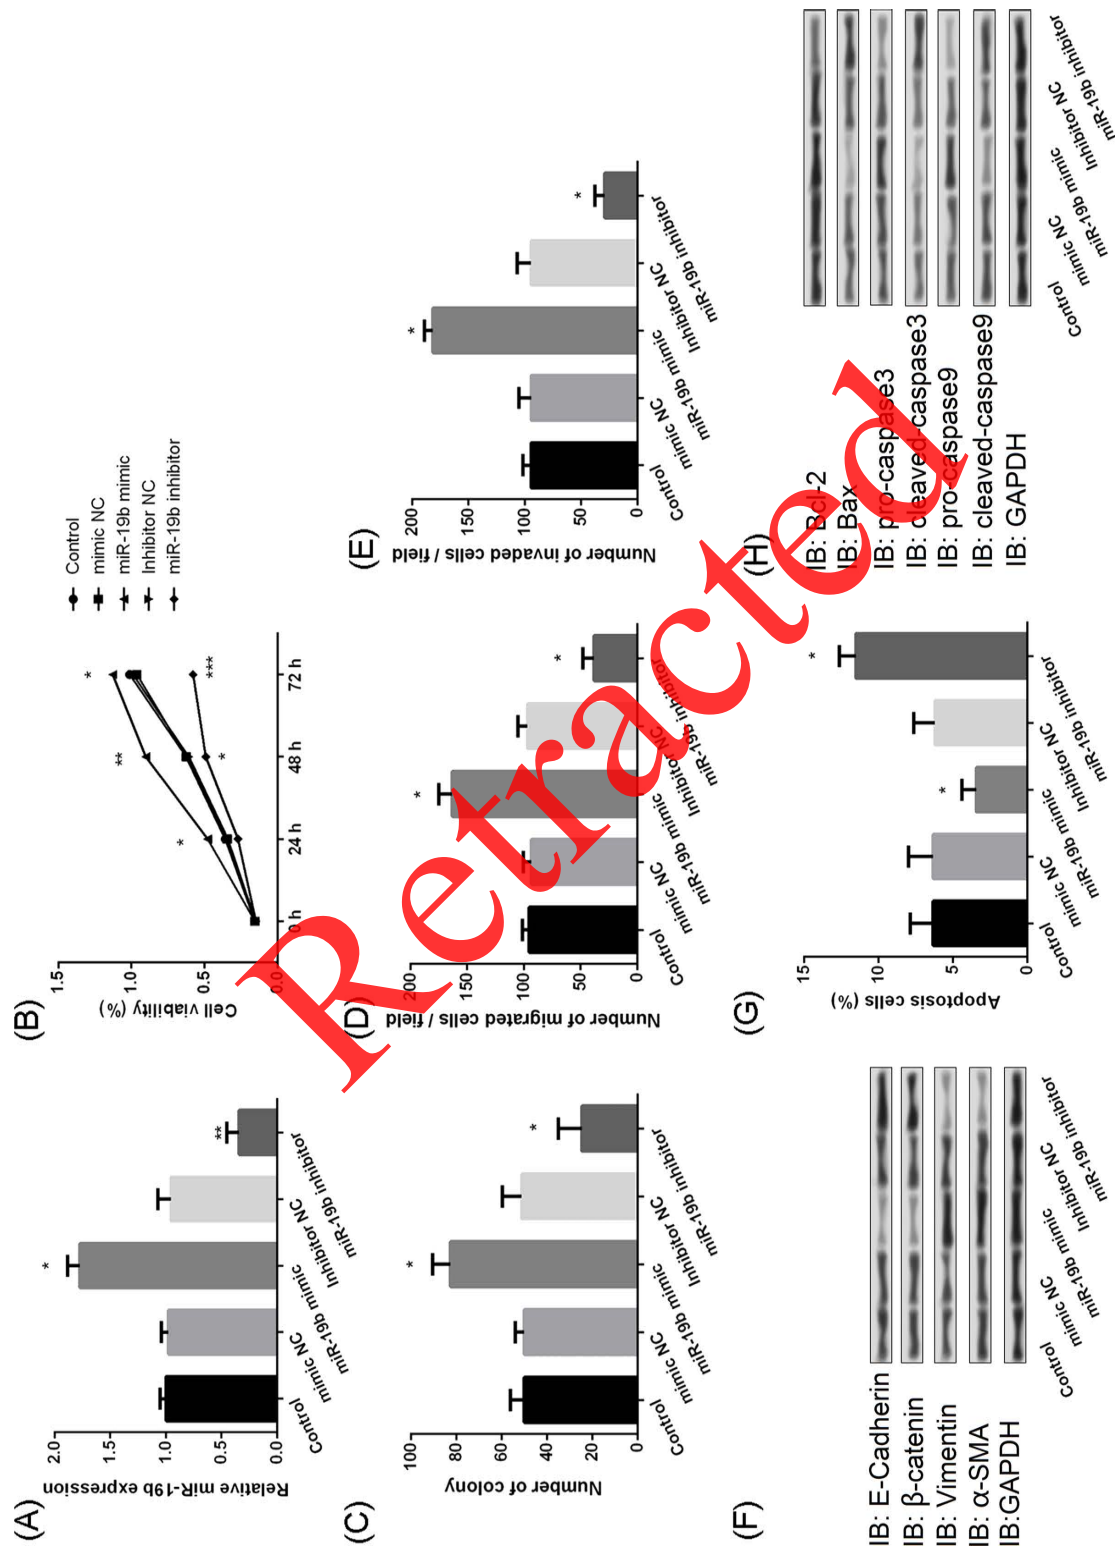 (A)
Relative miR-19b expression
2.0
1.5
1.0
0.5
0.0
*
**
Control
mimic NC
miR-19b mimic
Inhibitor NC
miR-19b inhibitor
(B)
Cell viability (%)
1.5
1.0
0.5
0.0
0 h
24 h
48 h
72 h
*
**
*
*
***
Control
mimic NC
miR-19b mimic
Inhibitor NC
miR-19b inhibitor
(C)
Number of colony
100
80
60
40
20
0
*
*
Control
mimic NC
miR-19b mimic
Inhibitor NC
miR-19b inhibitor
(D)
Number of migrated cells / field
200
150
100
50
0
*
*
Control
mimic NC
miR-19b mimic
Inhibitor NC
miR-19b inhibitor
(E)
Number of invaded cells / field
200
150
100
50
0
*
*
Control
mimic NC
miR-19b mimic
Inhibitor NC
miR-19b inhibitor
(F)
IB: E-Cadherin
IB: β-catenin
IB: Vimentin
IB: α-SMA
IB:GAPDH
Control
mimic NC
miR-19b mimic
Inhibitor NC
miR-19b inhibitor
(G)
Apoptosis cells (%)
15
10
5
0
*
*
Control
mimic NC
miR-19b mimic
Inhibitor NC
miR-19b inhibitor
(H)
IB: Bcl-2
IB: Bax
IB: pro-caspase3
IB: cleaved-caspase3
IB: pro-caspase9
IB: cleaved-caspase9
IB: GAPDH
Control
mimic NC
miR-19b mimic
Inhibitor NC
miR-19b inhibitor
Retracted